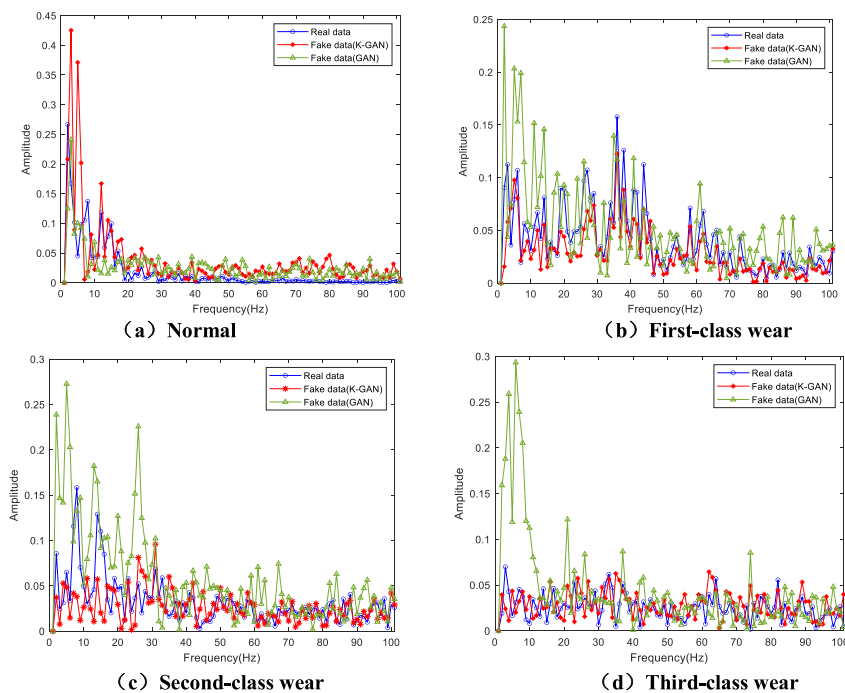 0.45
0.4
0.35
0.3
0.25
0.2
0.15
0.1
0.05
0
Amplitude
Real data
Fake data(K-GAN)
Fake data(GAN)
0 10 20 30 40 50 60 70 80 90 100
Frequency(Hz)
（a）Normal
0.25
0.2
0.15
0.1
0.05
0
Amplitude
Real data
Fake data(K-GAN)
Fake data(GAN)
0 10 20 30 40 50 60 70 80 90 100
Frequency(Hz)
（b）First-class wear
0.3
0.25
0.2
0.15
0.1
0.05
0
Amplitude
Real data
Fake data(K-GAN)
Fake data(GAN)
0 10 20 30 40 50 60 70 80 90 100
Frequency(Hz)
（c）Second-class wear
0.3
0.25
0.2
0.15
0.1
0.05
0
Amplitude
Real data
Fake data(K-GAN)
Fake data(GAN)
0 10 20 30 40 50 60 70 80 90 100
Frequency(Hz)
（d）Third-class wear